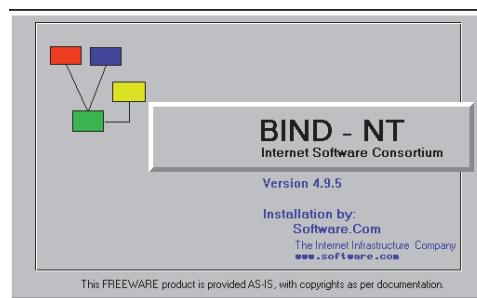 BIND - NT
Internet Software Consortium
Version 4.9.5
Installation by:
Software.Com
The Internet Infrastructure Company
www.software.com
This FREEWARE product is provided AS-IS, with copyrights as per documentation.